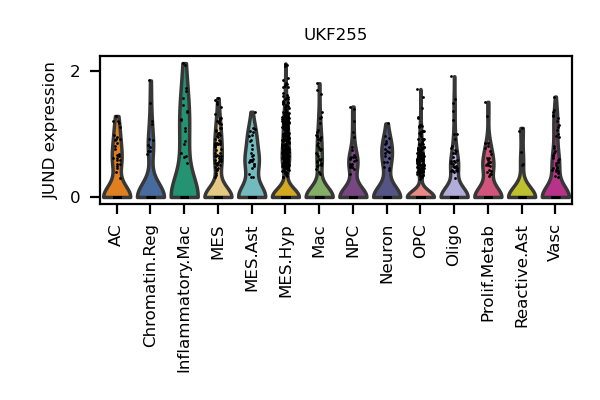 UKF255
JUND expression
2
0
AC
Chromatin.Reg
Inflammatory.Mac
MES
MES.Ast
MES.Hyp
Mac
NPC
Neuron
OPC
Oligo
Prolif.Metab
Reactive.Ast
Vasc